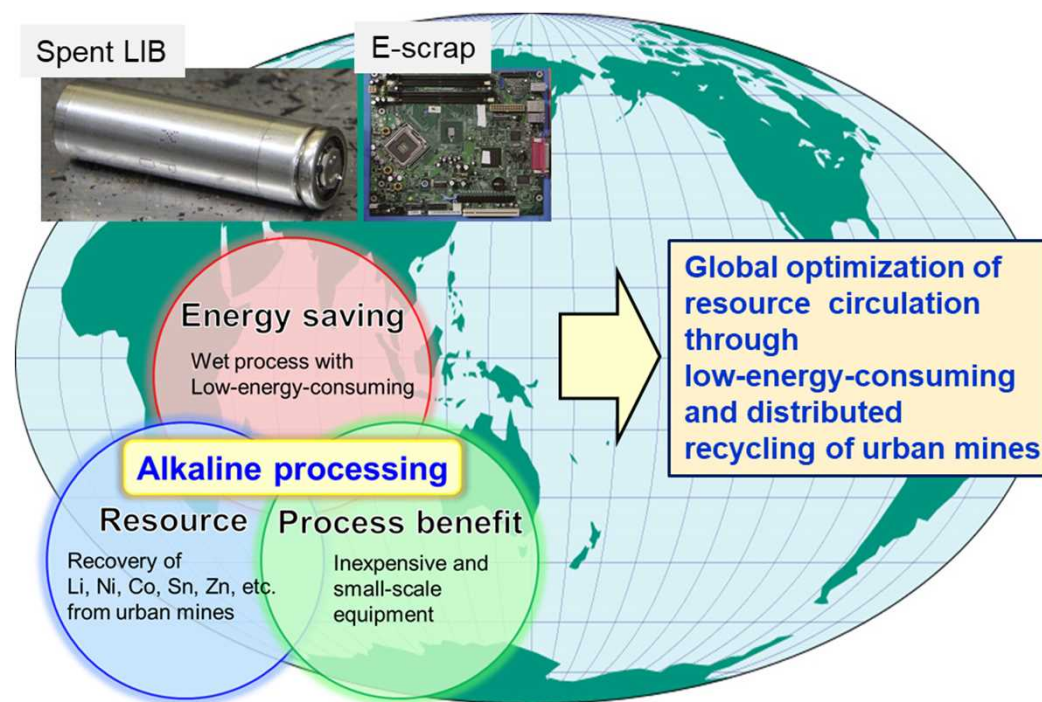 Spent LIB
E-scrap
Energy saving
Wet process with
Low-energy-consuming
Alkaline processing
Resource
Recovery of
Li, Ni, Co, Sn, Zn, etc.
from urban mines
Process benefit
Inexpensive and
small-scale
equipment
Global optimization of
resource circulation
through
low-energy-consuming
and distributed
recycling of urban mines